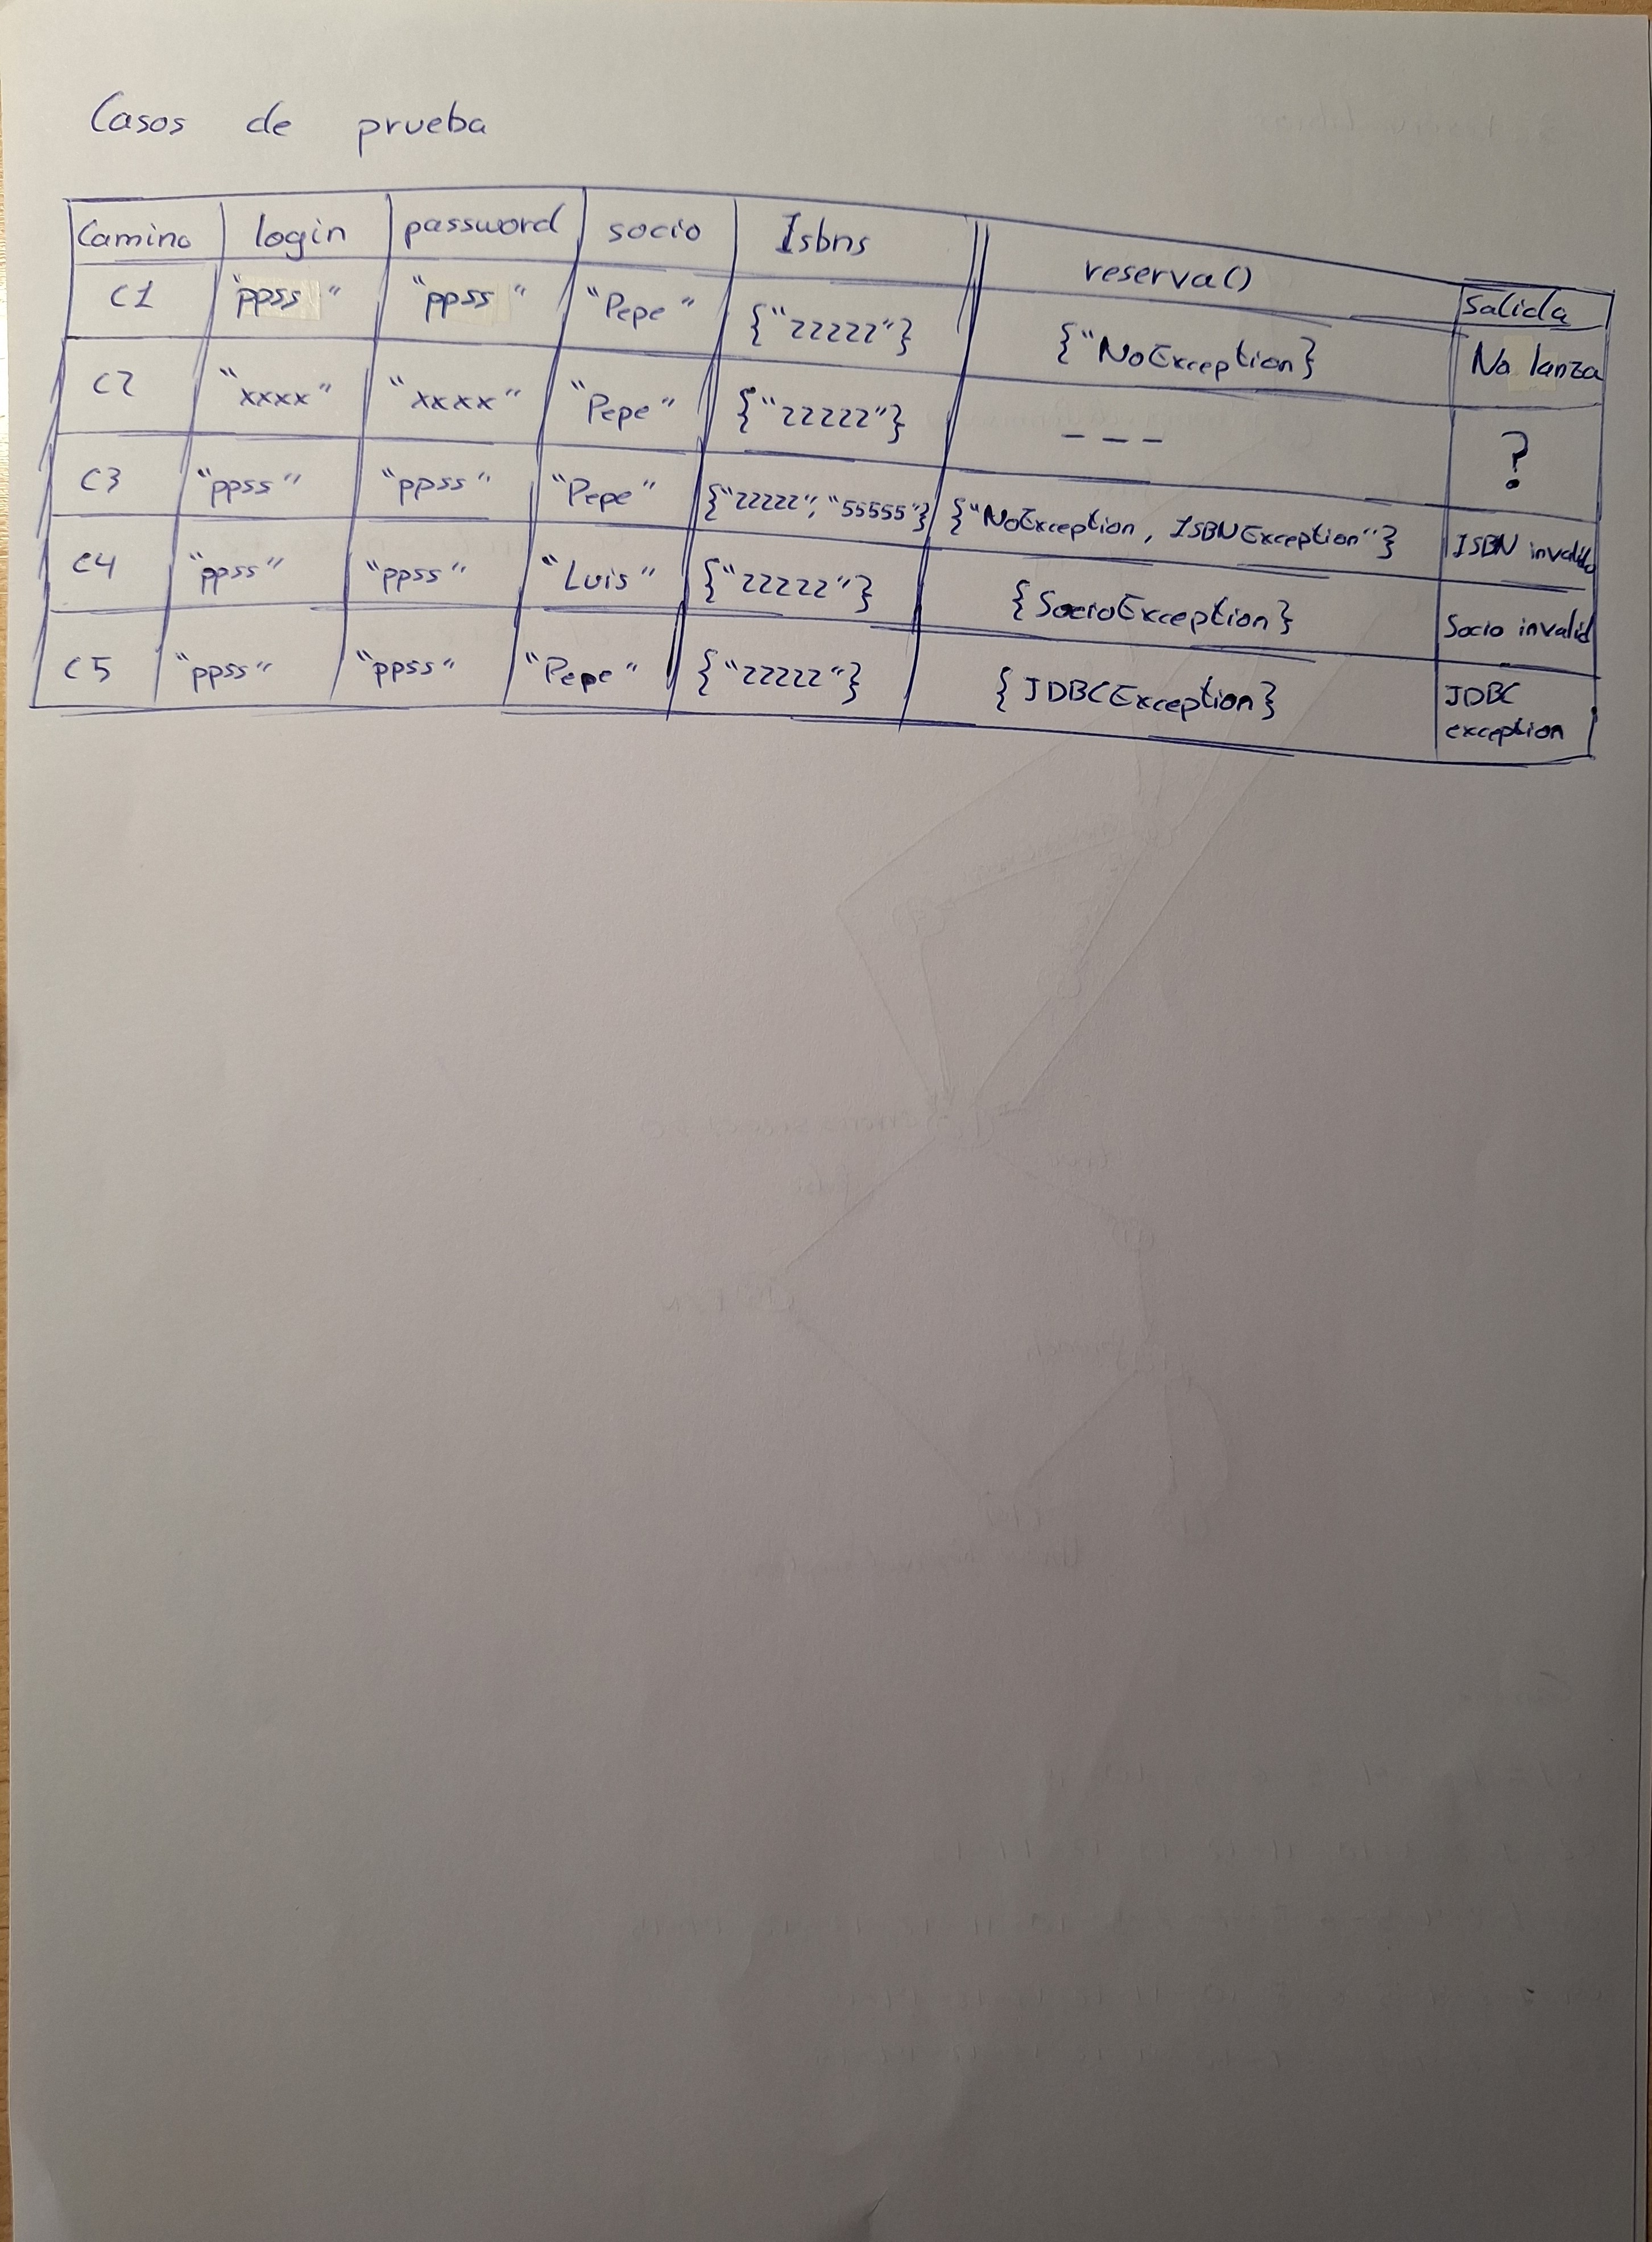 Casos de prueba
Camino login password socio Isbns reserva() Salida
C1 "ppss" "ppss" "Pepe" {"22222"} {"NoException} No lanza
C2 "xxxx" "xxxx" "Pepe" {"22222"} --- ?
C3 "ppss" "ppss" "Pepe" {"22222", "55555"} {"NoException, ISBNException"} ISBN invalido
C4 "ppss" "ppss" "Luis" {"22222"} {SocioException} Socio invalid
C5 "ppss" "ppss" "Pepe" {"22222"} {JDBCException} JDBC
exception